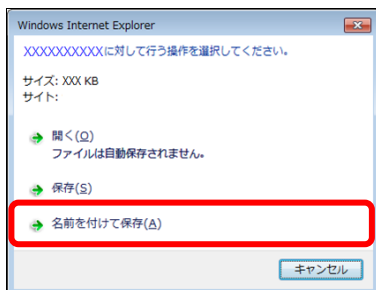 Windows Internet Explorer
XXXXXXXXXXに対して行う操作を選択してください。
サイズ: XXX KB
サイト:
開く(O)
ファイルは自動保存されません。
保存(S)
名前を付けて保存(A)
キャンセル